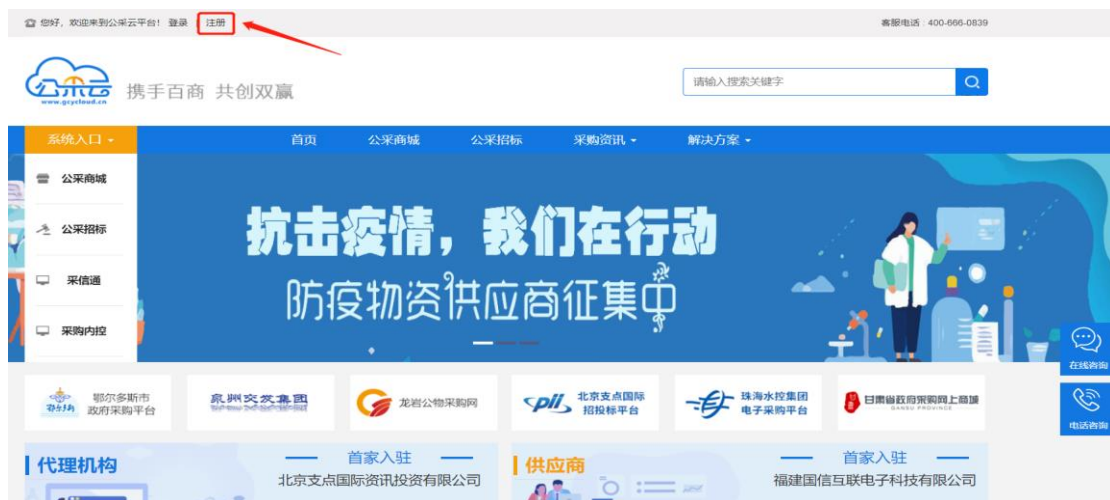 您好，欢迎来到公采云平台！ 登录 注册 客服电话：400-666-0839
公采云
www.gcycloud.cn
携手百商 共创双赢
请输入搜索关键字
系统入口 首页 公采商城 公采招标 采购资讯 解决方案
公采商城
公采招标
采信通
采购内控
抗击疫情，我们在行动
防疫物资供应商征集中
在线咨询
电话咨询
鄂尔多斯市
政府采购平台
泉州交发集团
龙岩公物采购网
pii
北京支点国际
招投标平台
珠海水控集团
电子采购平台
甘肃省政府采购网上商城
GANSU PROVINCE
代理机构
首家入驻
北京支点国际资讯投资有限公司
供应商
首家入驻
福建国信互联电子科技有限公司